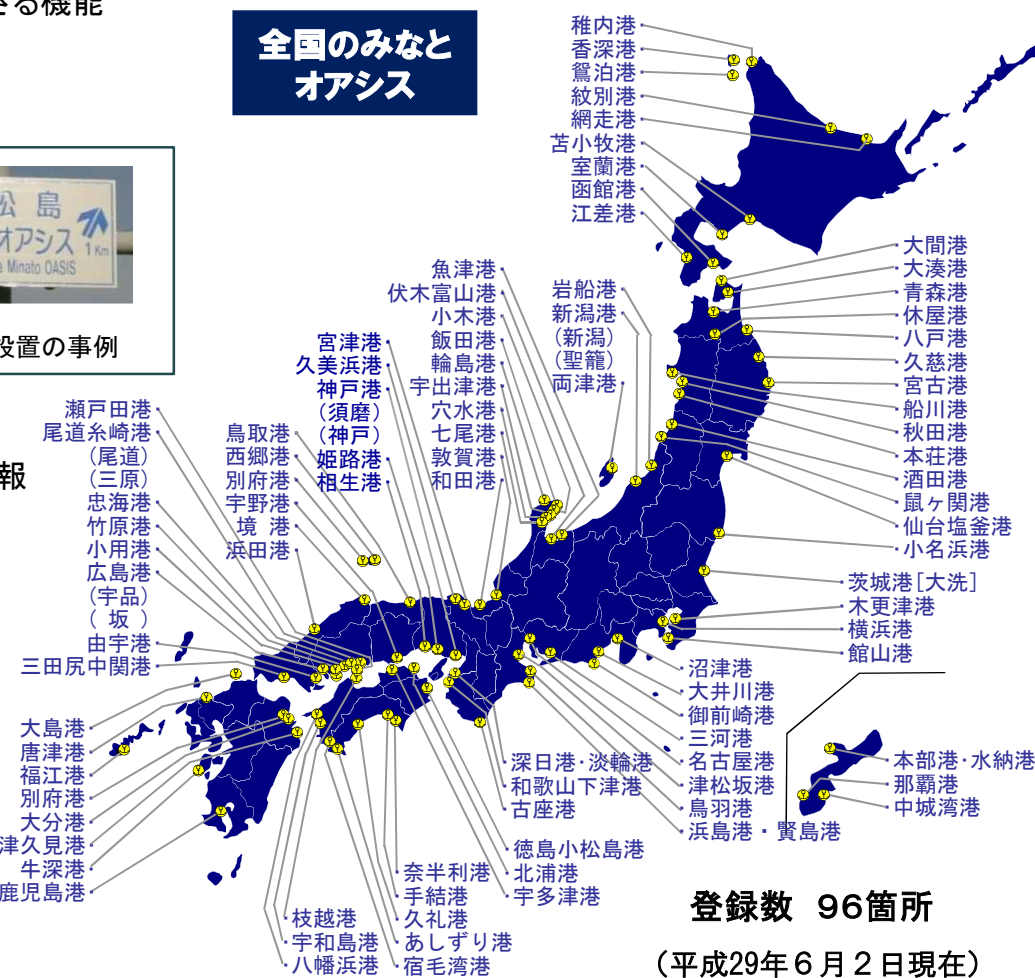 きる機能
全国のみなと
オアシス
松島
オアシス
1Km
a Minato OASIS
設置の事例
報
稚内港
香深港
鴛泊港
紋別港
網走港
苫小牧港
室蘭港
函館港
江差港
大間港
大湊港
青森港
休屋港
八戸港
久慈港
宮古港
船川港
秋田港
本荘港
酒田港
鼠ヶ関港
仙台塩釜港
小名浜港
茨城港[大洗]
木更津港
横浜港
館山港
岩船港
新潟港
(新潟)
(聖籠)
両津港
魚津港
伏木富山港
小木港
飯田港
輪島港
宇出津港
穴水港
七尾港
敦賀港
和田港
宮津港
久美浜港
神戸港
(須磨)
(神戸)
姫路港
相生港
鳥取港
西郷港
別府港
宇野港
境 港
浜田港
瀬戸田港
尾道糸崎港
(尾道)
(三原)
忠海港
竹原港
小用港
広島港
(宇品)
( 坂 )
由宇港
三田尻中関港
大島港
唐津港
福江港
別府港
大分港
津久見港
牛深港
鹿児島港
沼津港
大井川港
御前崎港
三河港
名古屋港
津松坂港
鳥羽港
浜島港・賢島港
深日港・淡輪港
和歌山下津港
古座港
徳島小松島港
北浦港
宇多津港
奈半利港
手結港
久礼港
あしずり港
宿毛湾港
枝越港
宇和島港
八幡浜港
本部港・水納港
那覇港
中城湾港
登録数 96箇所
(平成29年6月2日現在)